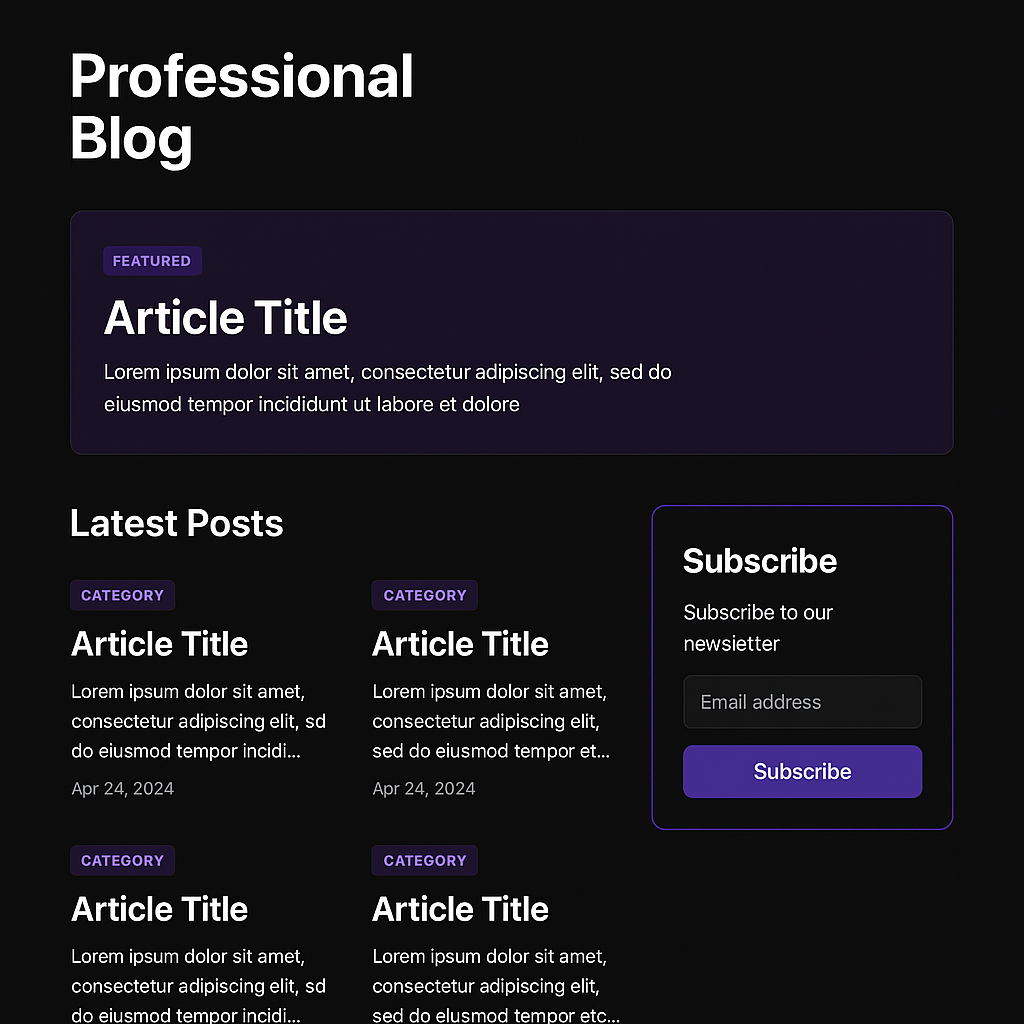 Professional
Blog
FEATURED
Article Title
Lorem ipsum dolor sit amet, consectetur adipiscing elit, sed do
eiusmod tempor incididunt ut labore et dolore
Latest Posts
CATEGORY
Article Title
Lorem ipsum dolor sit amet,
consectetur adipiscing elit, sd
do eiusmod tempor incidi...
Apr 24, 2024
CATEGORY
Article Title
Lorem ipsum dolor sit amet,
consectetur adipiscing elit,
sed do eiusmod tempor et...
Apr 24, 2024
CATEGORY
Article Title
Lorem ipsum dolor sit amet,
consectetur adipiscing elit, sd
do eiusmod tempor incidi...
CATEGORY
Article Title
Lorem ipsum dolor sit amet,
consectetur adipiscing elit,
sed do elusmod tempor etc...
Subscribe
Subscribe to our
newsietter
Email address
Subscribe